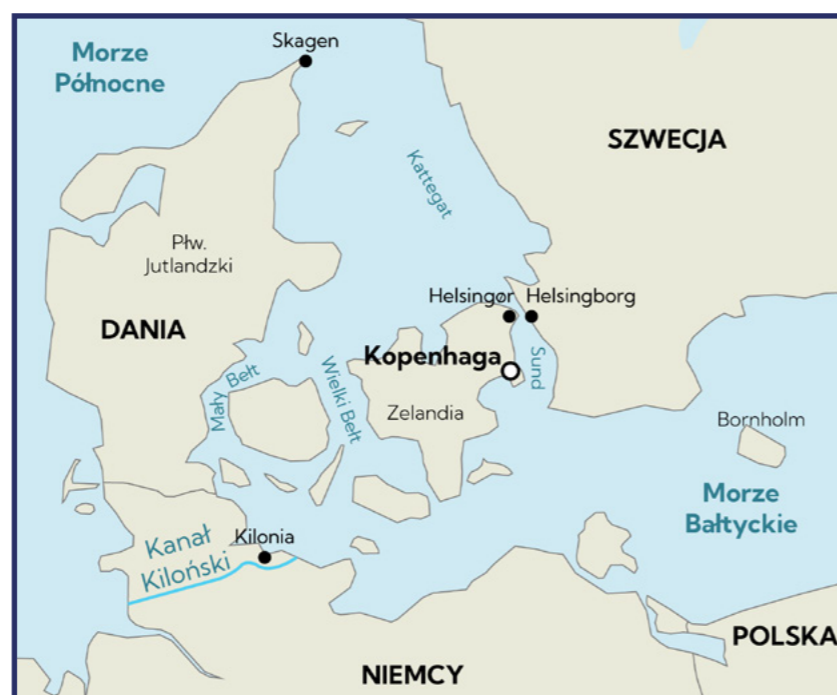 Skagen
Morze
Północne
SZWECJA
Kattegat
Płw.
Jutlandzki
Helsingør
Helsingborg
DANIA
Kopenhaga
Sund
Mały Bełt
Wielki Bełt
Zelandia
Bornholm
Morze
Bałtyckie
Kanał
Kiloński
Kilonia
POLSKA
NIEMCY